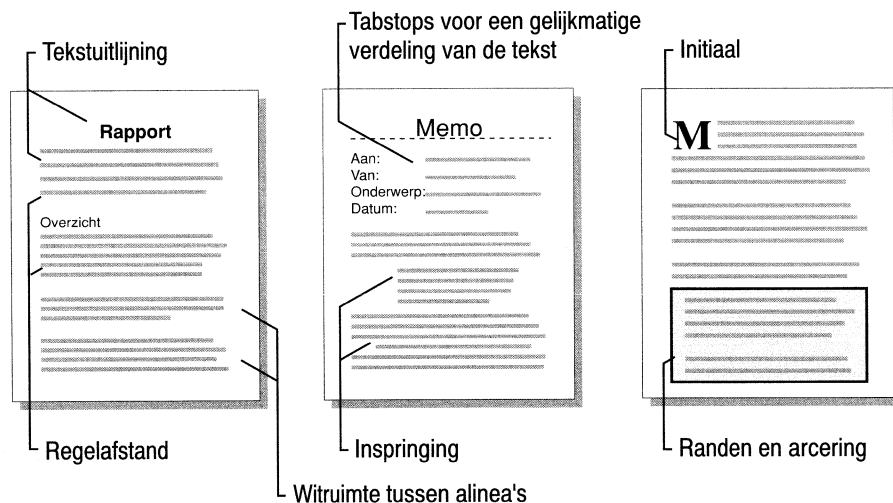 Tekstuitlijning
Tabstops voor een gelijkmatige
verdeling van de tekst
Initiaal
Rapport
Overzicht
Memo
Aan:
Van:
Onderwerp:
Datum:
M
Regelafstand
Witruimte tussen alinea's
Inspringing
Randen en arcering